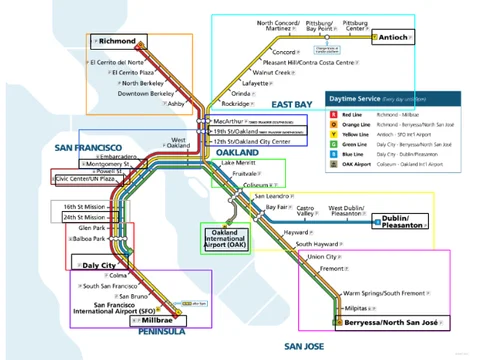 North Concord/
Martinez
Pittsburg/
Bay Point
Pittsburg
Center
Antioch
Richmond
El Cerrito del Norte
El Cerrito Plaza
North Berkeley
Downtown Berkeley
Ashby
Concord
Pleasant Hill/Contra Costa Centre
Walnut Creek
Lafayette
Orinda
Rockridge
EAST BAY
Daytime Service
Red Line
Richmond - Millbrae
Orange Line
Richmond - Berryessa/North San José
Yellow Line
Antioch - SFO Int'l Airport
Green Line
Daly City - Berryessa/North San José
Blue Line
Daly City - Dublin/Pleasanton
OAK Airport
Coliseum - Oakland Int'l Airport
MacArthur
19th St/Oakland
12th St/Oakland City Center
West
Oakland
SAN FRANCISCO
OAKLAND
Embarcadero
Montgomery St
Powell St
Civic Center/UN Plaza
16th St Mission
24th St Mission
Glen Park
Balboa Park
Daly City
Colma
South San Francisco
San Bruno
San Francisco
International Airport (SFO)
Millbrae
PENINSULA
Lake Merritt
Fruitvale
Coliseum
Oakland
International
Airport (OAK)
San Leandro
Bay Fair
Castro
Valley
West Dublin/
Pleasanton
Dublin/
Pleasanton
Hayward
South Hayward
Union City
Fremont
Warm Springs/South Fremont
Milpitas
Berryessa/North San José
SAN JOSE